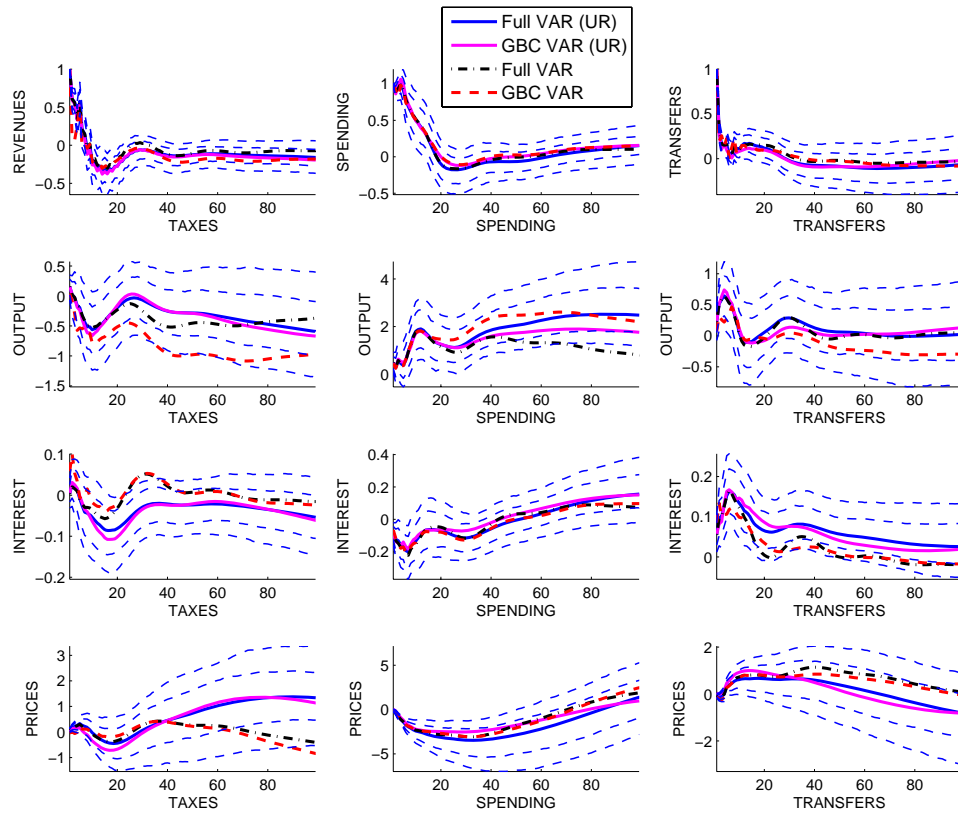 Full VAR (UR)
GBC VAR (UR)
Full VAR
GBC VAR
REVENUES
1
0.5
0
−0.5
20 40 60 80
TAXES
SPENDING
1
0.5
0
−0.5
20 40 60 80
SPENDING
TRANSFERS
0.5
0
20 40 60 80
TRANSFERS
OUTPUT
0.5
0
−0.5
−1
−1.5
20 40 60 80
TAXES
OUTPUT
4
2
0
20 40 60 80
SPENDING
OUTPUT
1
0.5
0
−0.5
20 40 60 80
TRANSFERS
INTEREST
0.1
0
−0.1
−0.2
20 40 60 80
TAXES
INTEREST
0.4
0.2
0
−0.2
20 40 60 80
SPENDING
INTEREST
0.2
0.1
0
20 40 60 80
TRANSFERS
PRICES
3
2
1
0
−1
20 40 60 80
TAXES
PRICES
5
0
−5
20 40 60 80
SPENDING
PRICES
2
0
−2
20 40 60 80
TRANSFERS